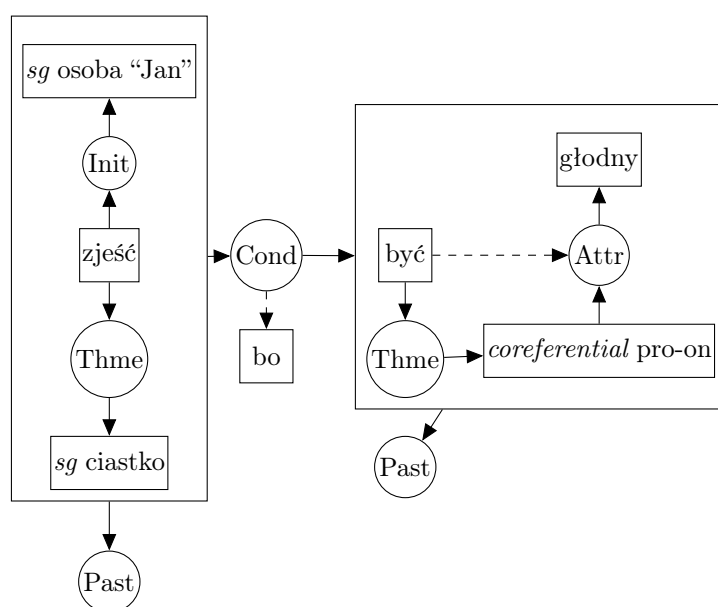 sg osoba “Jan”
Init
zjeść
Thme
sg ciastko
Past
Cond
bo
głodny
być
Attr
Thme
coreferential pro-on
Past